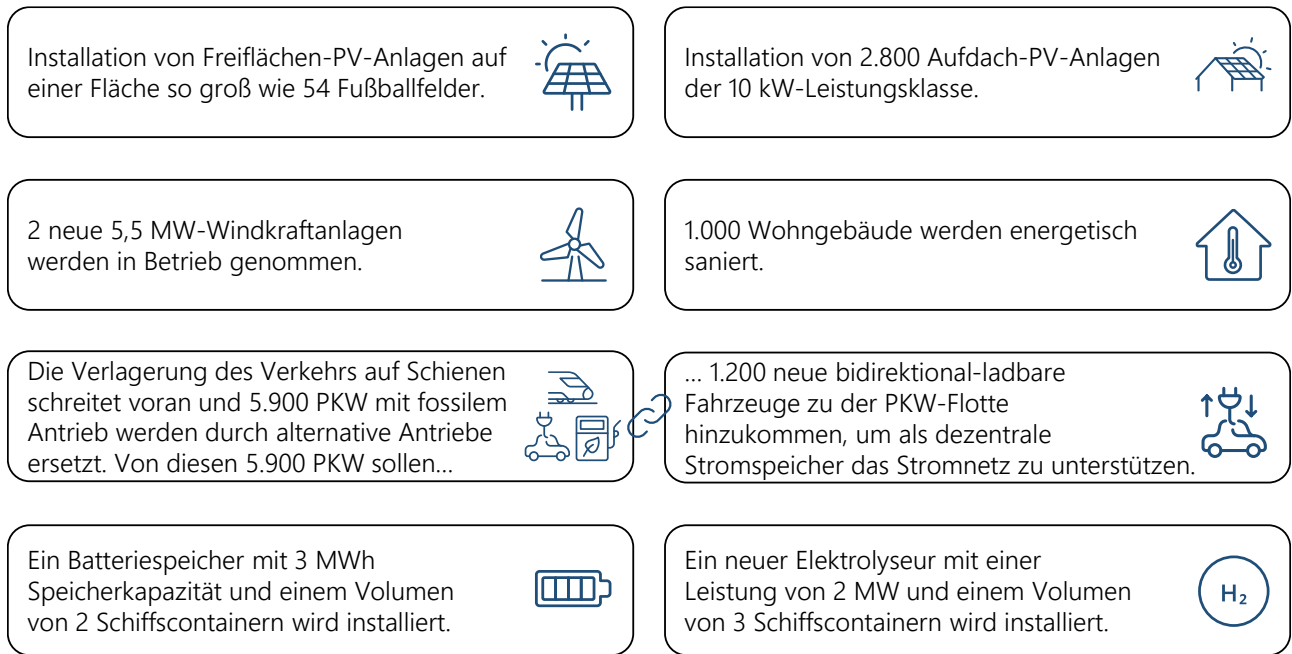 Installation von Freiflächen-PV-Anlagen auf
einer Fläche so groß wie 54 Fußballfelder.
Installation von 2.800 Aufdach-PV-Anlagen
der 10 kW-Leistungsklasse.
2 neue 5,5 MW-Windkraftanlagen
werden in Betrieb genommen.
1.000 Wohngebäude werden energetisch
saniert.
Die Verlagerung des Verkehrs auf Schienen
schreitet voran und 5.900 PKW mit fossilem
Antrieb werden durch alternative Antriebe
ersetzt. Von diesen 5.900 PKW sollen...
... 1.200 neue bidirektional-ladbare
Fahrzeuge zu der PKW-Flotte
hinzukommen, um als dezentrale
Stromspeicher das Stromnetz zu unterstützen.
Ein Batteriespeicher mit 3 MWh
Speicherkapazität und einem Volumen
von 2 Schiffscontainern wird installiert.
Ein neuer Elektrolyseur mit einer
Leistung von 2 MW und einem Volumen
von 3 Schiffscontainern wird installiert.
H₂